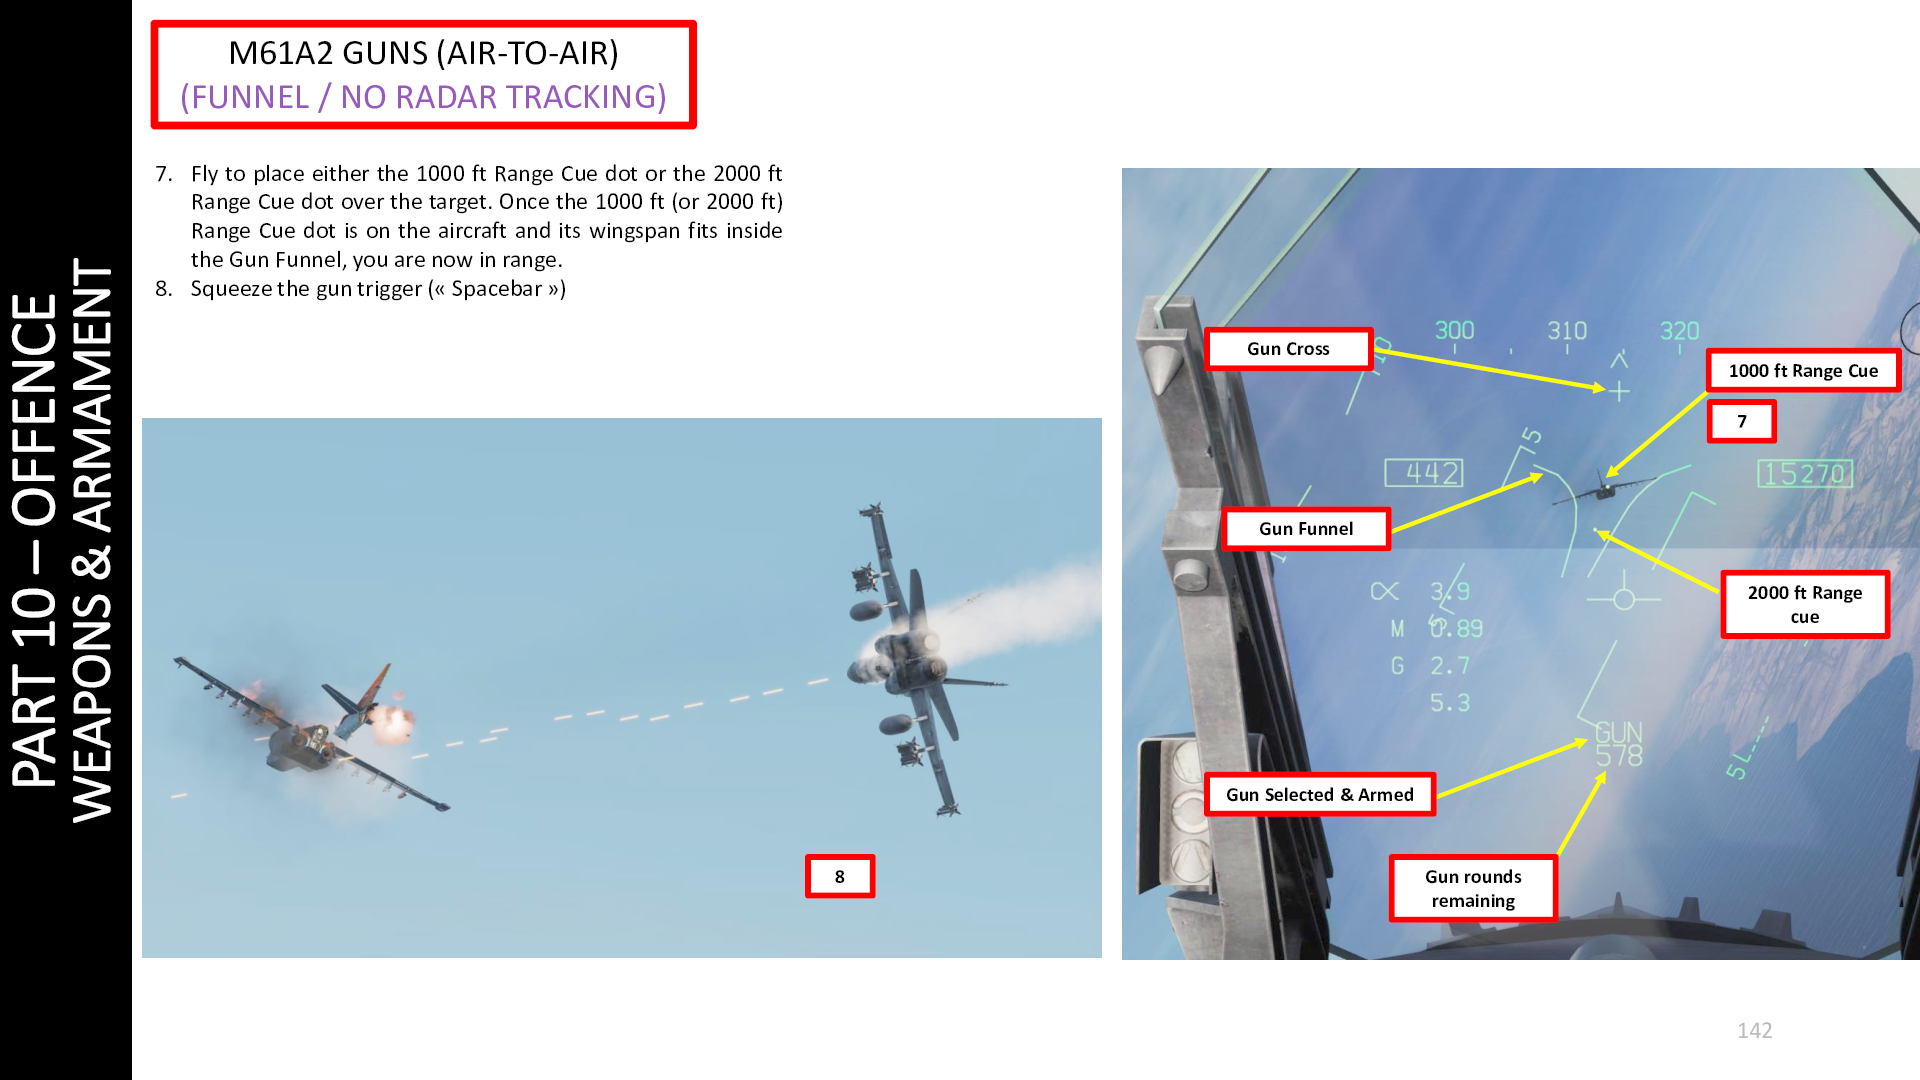 PART 10 – OFFENCE
WEAPONS & ARMAMENT
M61A2 GUNS (AIR-TO-AIR)
(FUNNEL / NO RADAR TRACKING)
7. Fly to place either the 1000 ft Range Cue dot or the 2000 ft
Range Cue dot over the target. Once the 1000 ft (or 2000 ft)
Range Cue dot is on the aircraft and its wingspan fits inside
the Gun Funnel, you are now in range.
8. Squeeze the gun trigger (« Spacebar »)
8
300 310 320
Gun Cross
10
1000 ft Range Cue
7
5
442
15270
Gun Funnel
2000 ft Range
cue
α 3.9
5
M 0.89
G 2.7
5.3
GUN
578
5
Gun Selected & Armed
Gun rounds
remaining
142